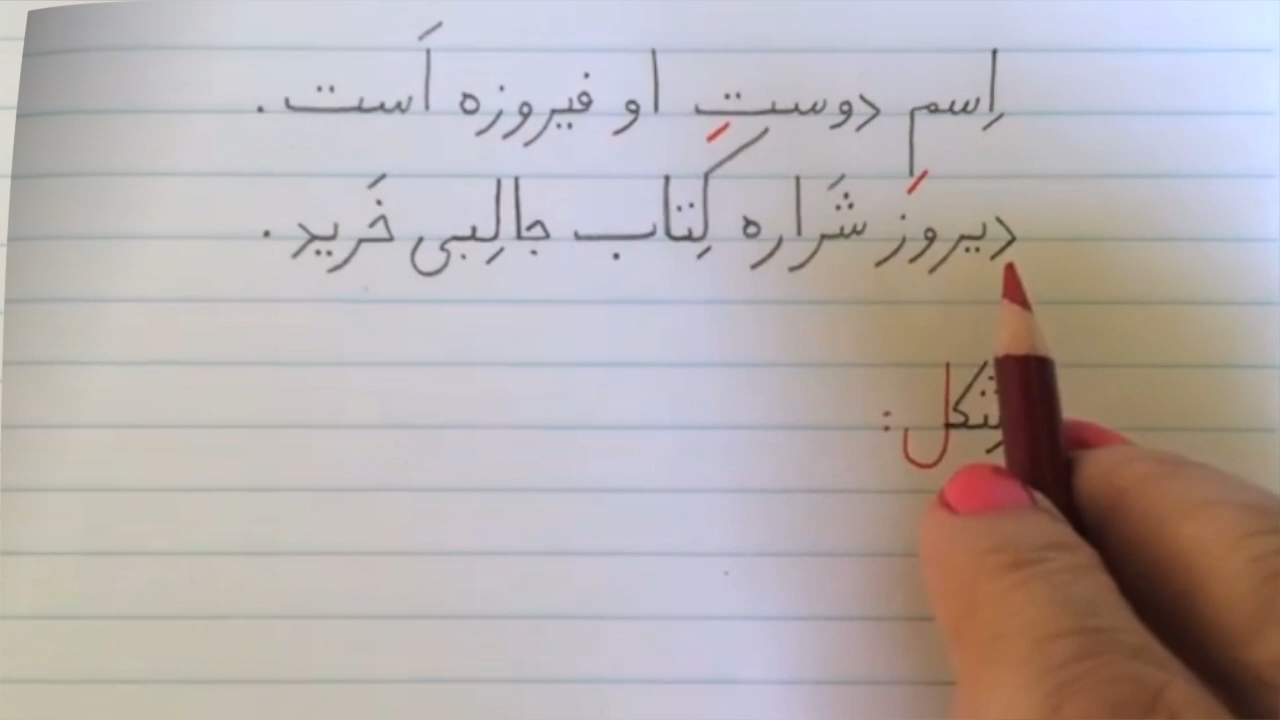 اِسمِ دوستِ او فیروزه اَست .
دیروز شَراره کِتاب جالِبی خَرید .